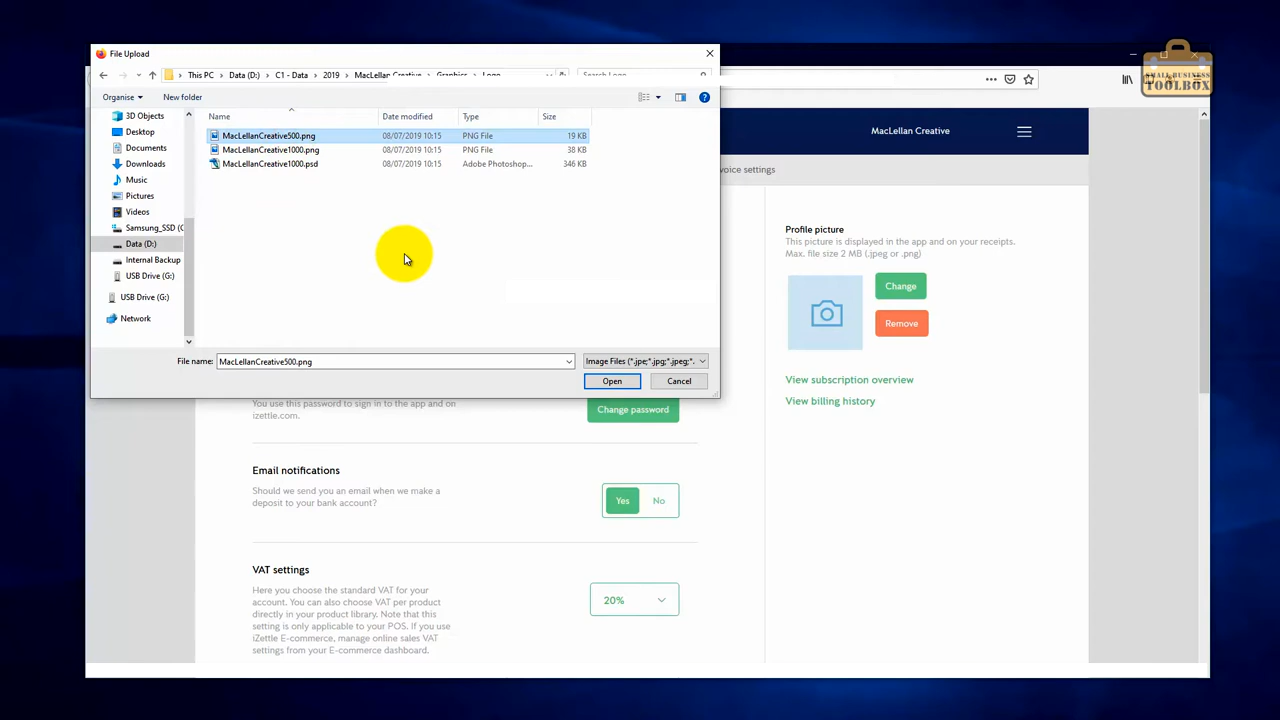 File Upload
This PC > Data (D:) > C1 - Data > 2019 > MacLellan Creative > Graphics > Logo
Search Logo
Organise New folder
Name Date modified Type Size
3D Objects
Desktop
Documents
Downloads
Music
Pictures
Videos
Samsung_SSD (C
Data (D:)
Internal Backup
USB Drive (G:)
USB Drive (G:)
Network
MacLellanCreative500.png 08/07/2019 10:15 PNG File 19 KB
MacLellanCreative1000.png 08/07/2019 10:15 PNG File 38 KB
MacLellanCreative1000.psd 08/07/2019 10:15 Adobe Photoshop... 346 KB
File name: MacLellanCreative500.png
Image Files (*.jpe;*.jpg;*.jpeg;*.
Open Cancel
SMALL BUSINESS
TOOLBOX
MacLellan Creative
voice settings
Profile picture
This picture is displayed in the app and on your receipts.
Max. file size 2 MB (.jpeg or .png)
Change
Remove
View subscription overview
View billing history
You use this password to sign in to the app and on
izettle.com.
Change password
Email notifications
Should we send you an email when we make a
deposit to your bank account?
Yes No
VAT settings
Here you choose the standard VAT for your
account. You can also choose VAT per product
directly in your product library. Note that this
setting is only applicable to your POS. If you use
iZettle E-commerce, manage online sales VAT
settings from your E-commerce dashboard.
20%